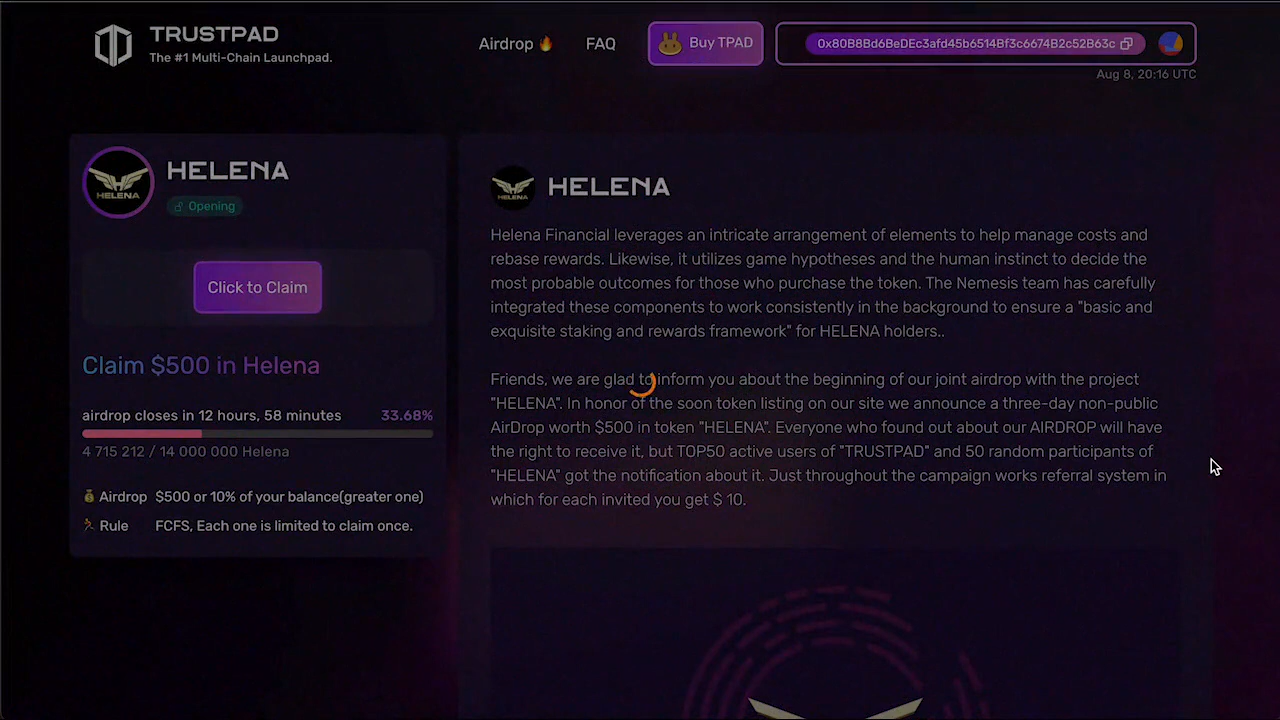 TRUSTPAD
The #1 Multi-Chain Launchpad.
Airdrop 🔥
FAQ
Buy TPAD
0x80B8Bd6BeDEc3afd45b6514Bf3c6674B2c52B63c
Aug 8, 20:16 UTC
HELENA
HELENA
Opening
Click to Claim
Claim $500 in Helena
airdrop closes in 12 hours, 58 minutes 33.68%
4 715 212 / 14 000 000 Helena
💰 Airdrop $500 or 10% of your balance(greater one)
Rule FCFS, Each one is limited to claim once.
HELENA
HELENA
Helena Financial leverages an intricate arrangement of elements to help manage costs and
rebase rewards. Likewise, it utilizes game hypotheses and the human instinct to decide the
most probable outcomes for those who purchase the token. The Nemesis team has carefully
integrated these components to work consistently in the background to ensure a "basic and
exquisite staking and rewards framework" for HELENA holders..
Friends, we are glad to inform you about the beginning of our joint airdrop with the project
"HELENA". In honor of the soon token listing on our site we announce a three-day non-public
AirDrop worth $500 in token "HELENA". Everyone who found out about our AIRDROP will have
the right to receive it, but TOP50 active users of "TRUSTPAD" and 50 random participants of
"HELENA" got the notification about it. Just throughout the campaign works referral system in
which for each invited you get $ 10.